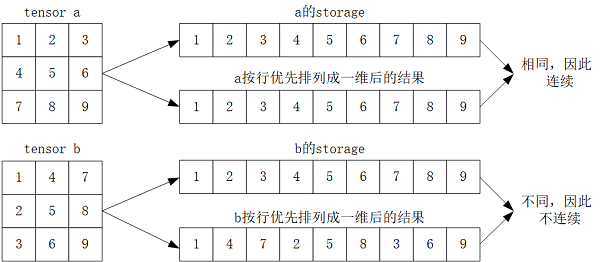 tensor a
a的storage
1 2 3
4 5 6
7 8 9
1 2 3 4 5 6 7 8 9
a按行优先排列成一维后的结果
1 2 3 4 5 6 7 8 9
相同，因此
连续
tensor b
b的storage
1 4 7
2 5 8
3 6 9
1 2 3 4 5 6 7 8 9
b按行优先排列成一维后的结果
1 4 7 2 5 8 3 6 9
不同，因此
不连续